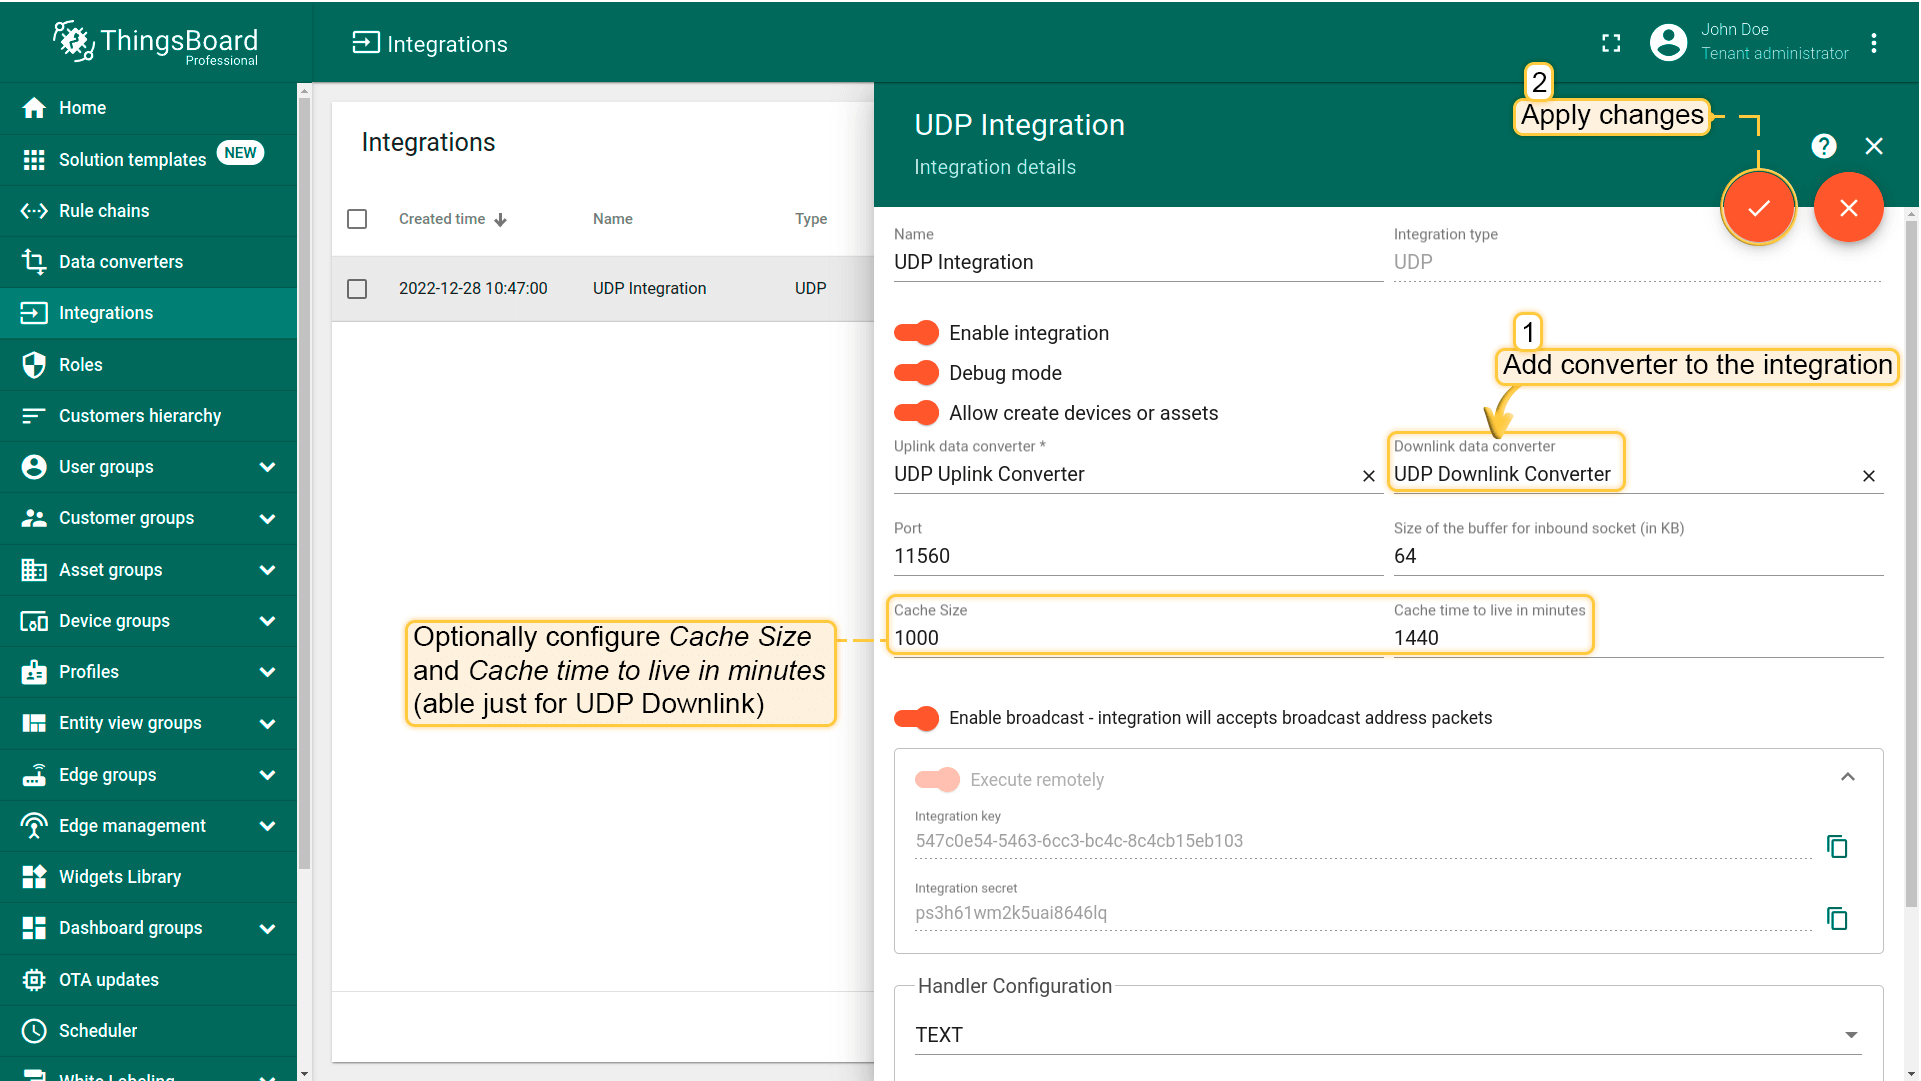 ThingsBoard
Professional
Integrations
John Doe
Tenant administrator
Home
Solution templates NEW
Rule chains
Data converters
Integrations
Roles
Customers hierarchy
User groups
Customer groups
Asset groups
Device groups
Profiles
Entity view groups
Edge groups
Edge management
Widgets Library
Dashboard groups
OTA updates
Scheduler
White Labeling
Integrations
Created time Name Type
2022-12-28 10:47:00 UDP Integration UDP
Optionally configure Cache Size
and Cache time to live in minutes
(able just for UDP Downlink)
2
Apply changes
UDP Integration
Integration details
Name
UDP Integration
Integration type
UDP
Enable integration
Debug mode
Allow create devices or assets
1
Add converter to the integration
Uplink data converter *
UDP Uplink Converter
Downlink data converter
UDP Downlink Converter
Port
11560
Size of the buffer for inbound socket (in KB)
64
Cache Size
1000
Cache time to live in minutes
1440
Enable broadcast - integration will accepts broadcast address packets
Execute remotely
Integration key
547c0e54-5463-6cc3-bc4c-8c4cb15eb103
Integration secret
ps3h61wm2k5uai8646lq
Handler Configuration
TEXT